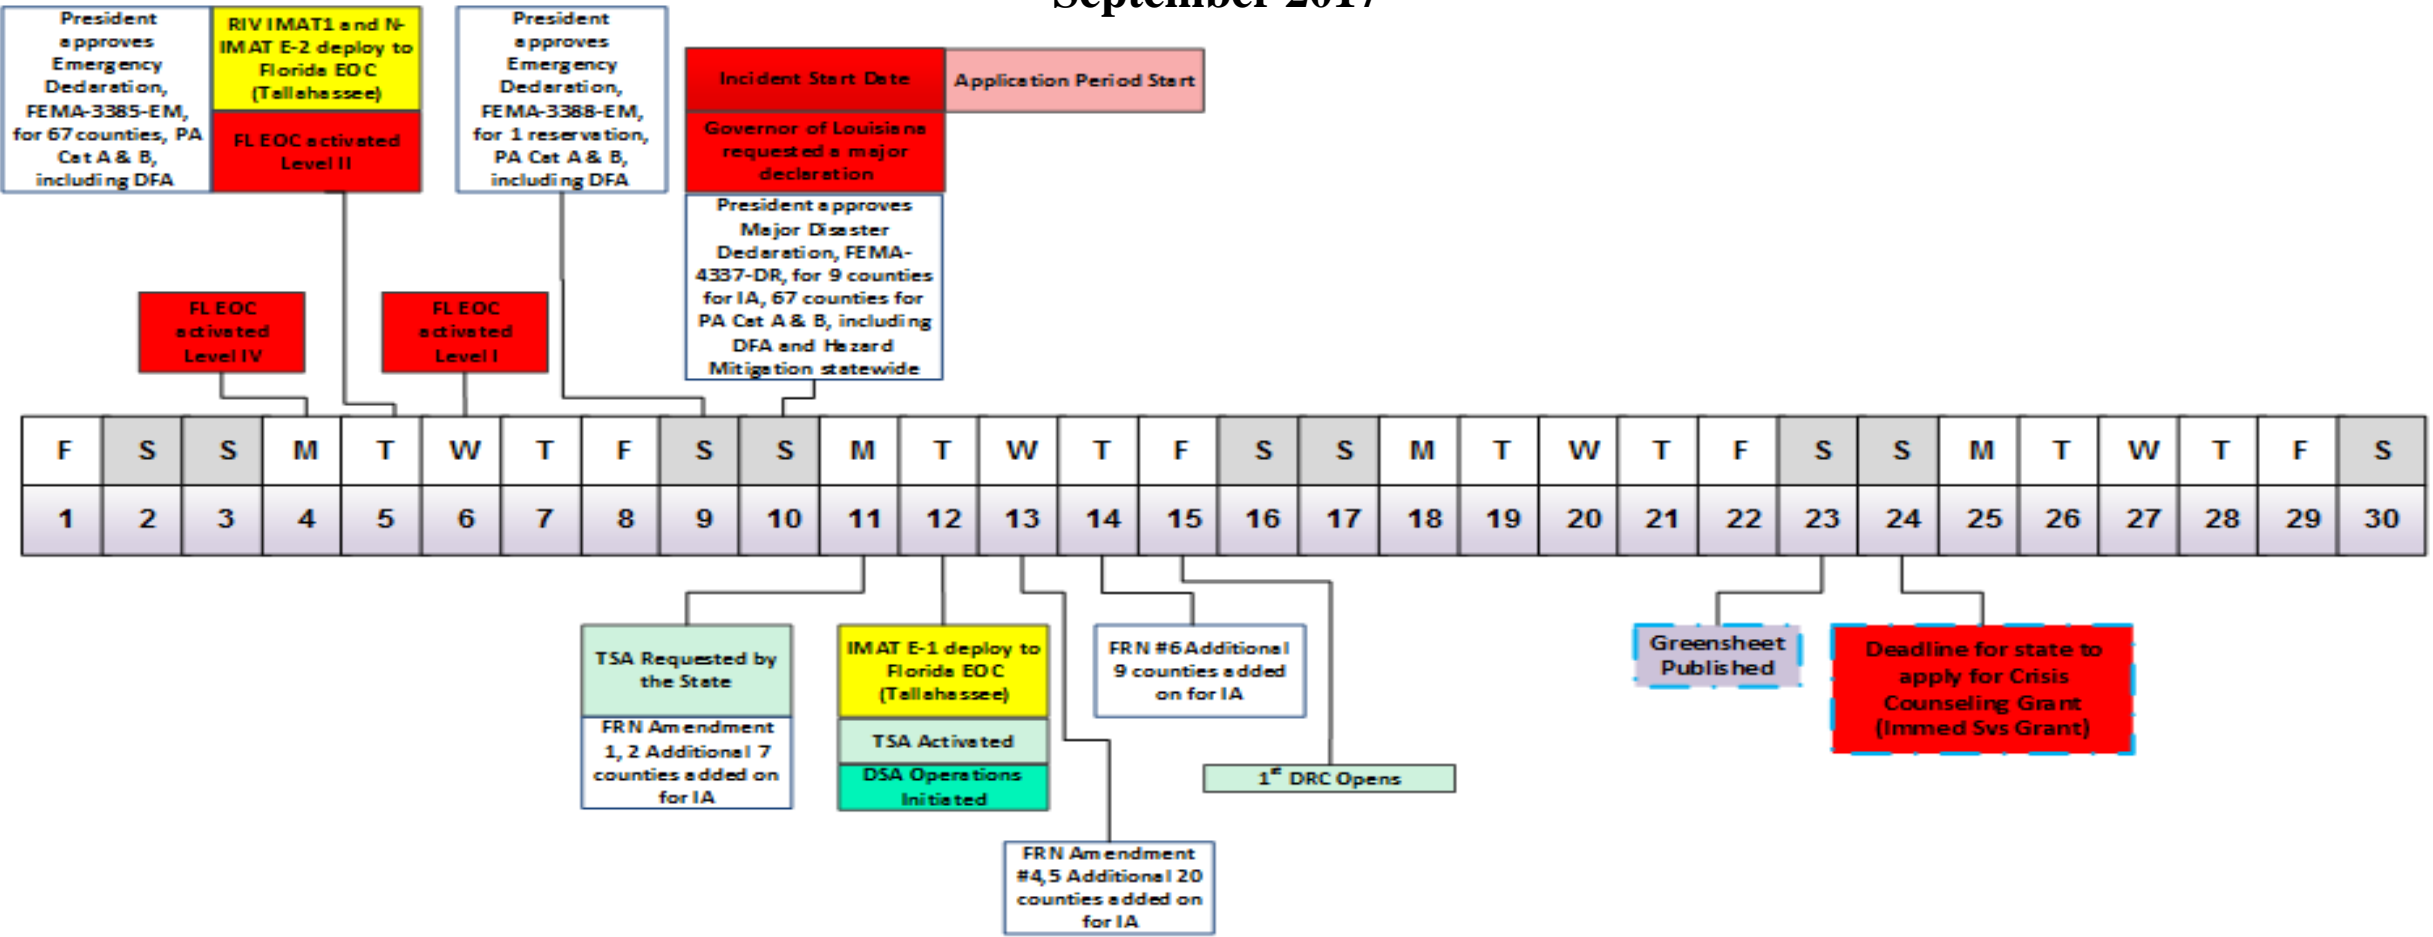 September 2017
President
approves
Emergency
Declaration,
FEMA-3385-EM,
for 67 counties, PA
Cat A & B,
including DFA
RIV IMAT1 and N-
IMAT E-2 deploy to
Florida EOC
(Tallahassee)
FL EOC activated
Level II
President
approves
Emergency
Declaration,
FEMA-3388-EM,
for 1 reservation,
PA Cat A & B,
including DFA
Incident Start Date
Application Period Start
Governor of Louisiana
requested a major
declaration
President approves
Major Disaster
Declaration, FEMA-
4337-DR, for 9 counties
for IA, 67 counties for
PA Cat A & B, including
DFA and Hazard
Mitigation statewide
FL EOC
activated
Level IV
FL EOC
activated
Level I
F S S M T W T F S S M T W T F S S M T W T F S S M T W T F S
1 2 3 4 5 6 7 8 9 10 11 12 13 14 15 16 17 18 19 20 21 22 23 24 25 26 27 28 29 30
TSA Requested by
the State
FRN Amendment
1, 2 Additional 7
counties added on
for IA
IMAT E-1 deploy to
Florida EOC
(Tallahassee)
TSA Activated
DSA Operations
Initiated
FRN Amendment
#4,5 Additional 20
counties added on
for IA
FRN #6 Additional
9 counties added
on for IA
1st DRC Opens
Greensheet
Published
Deadline for state to
apply for Crisis
Counseling Grant
(Immed Svs Grant)